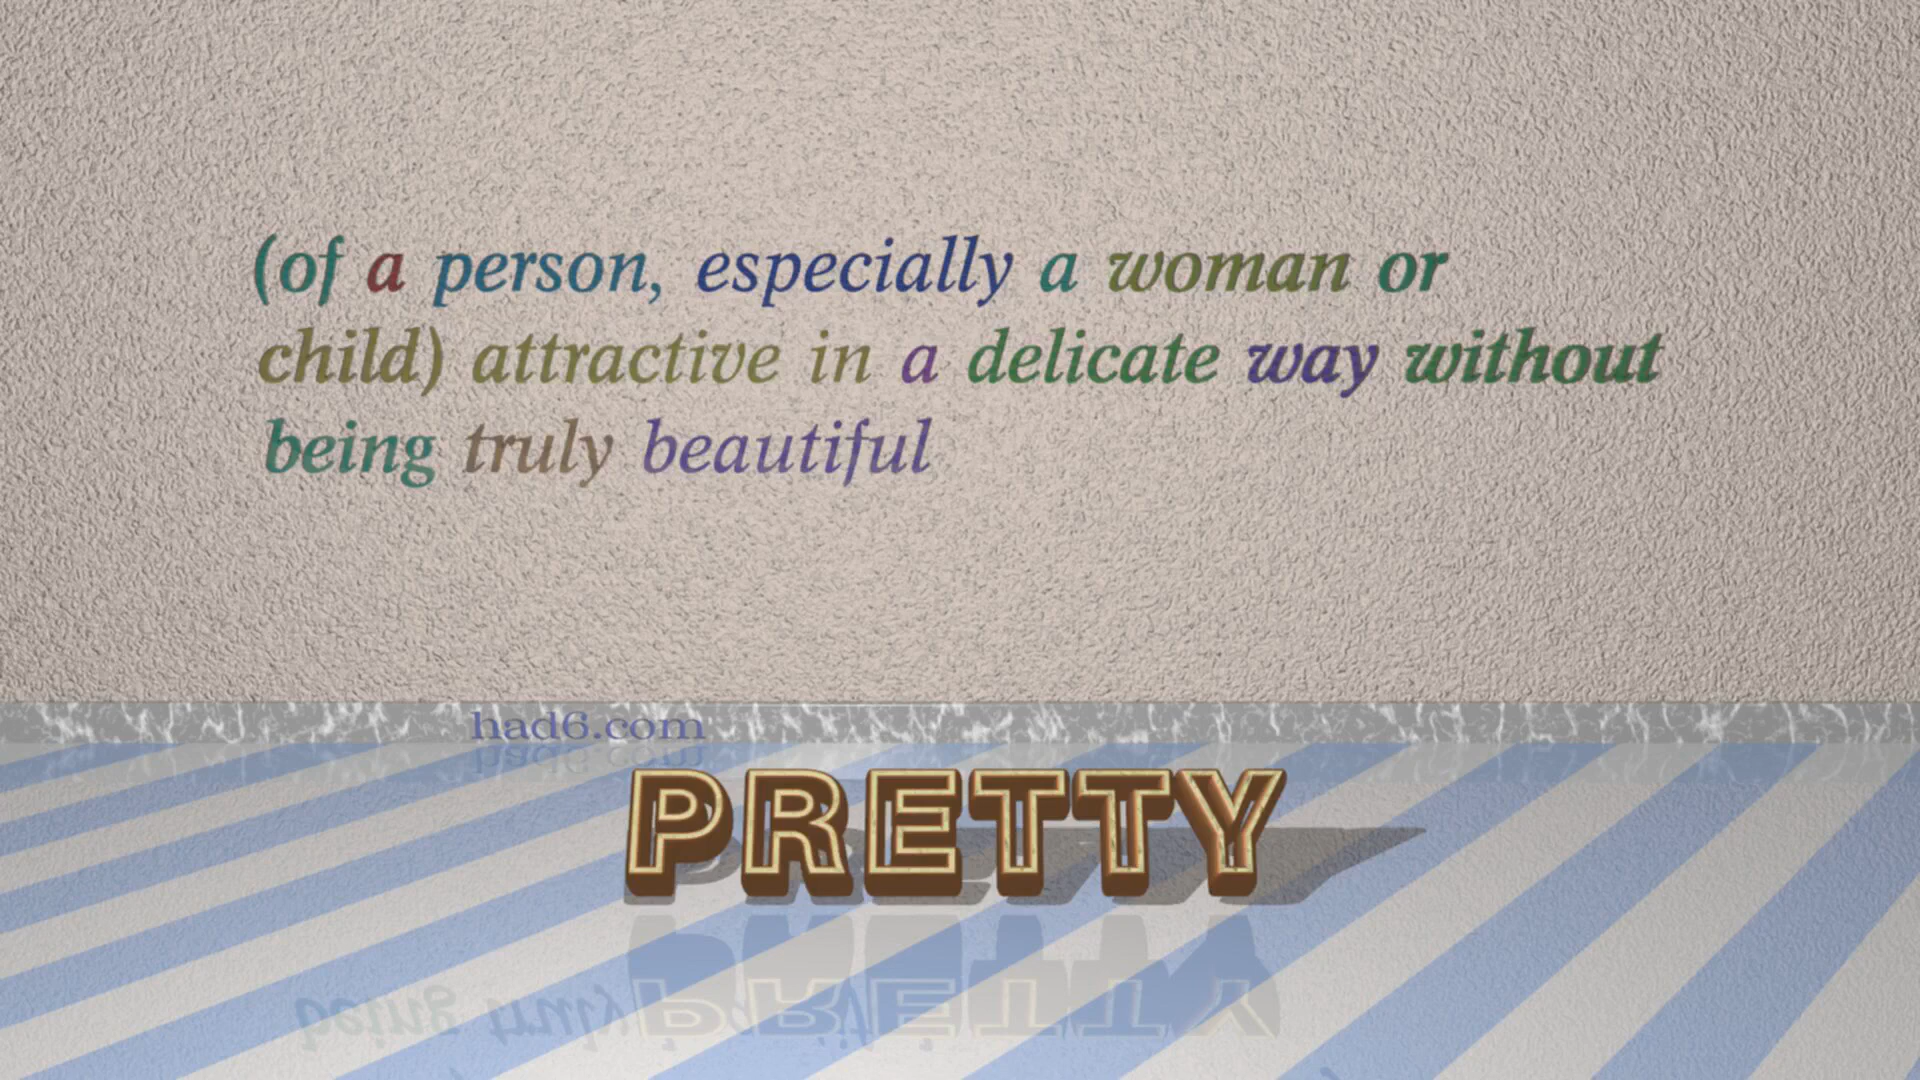 (of a person, especially a woman or
child) attractive in a delicate way without
being truly beautiful
had6.com
PRETTY